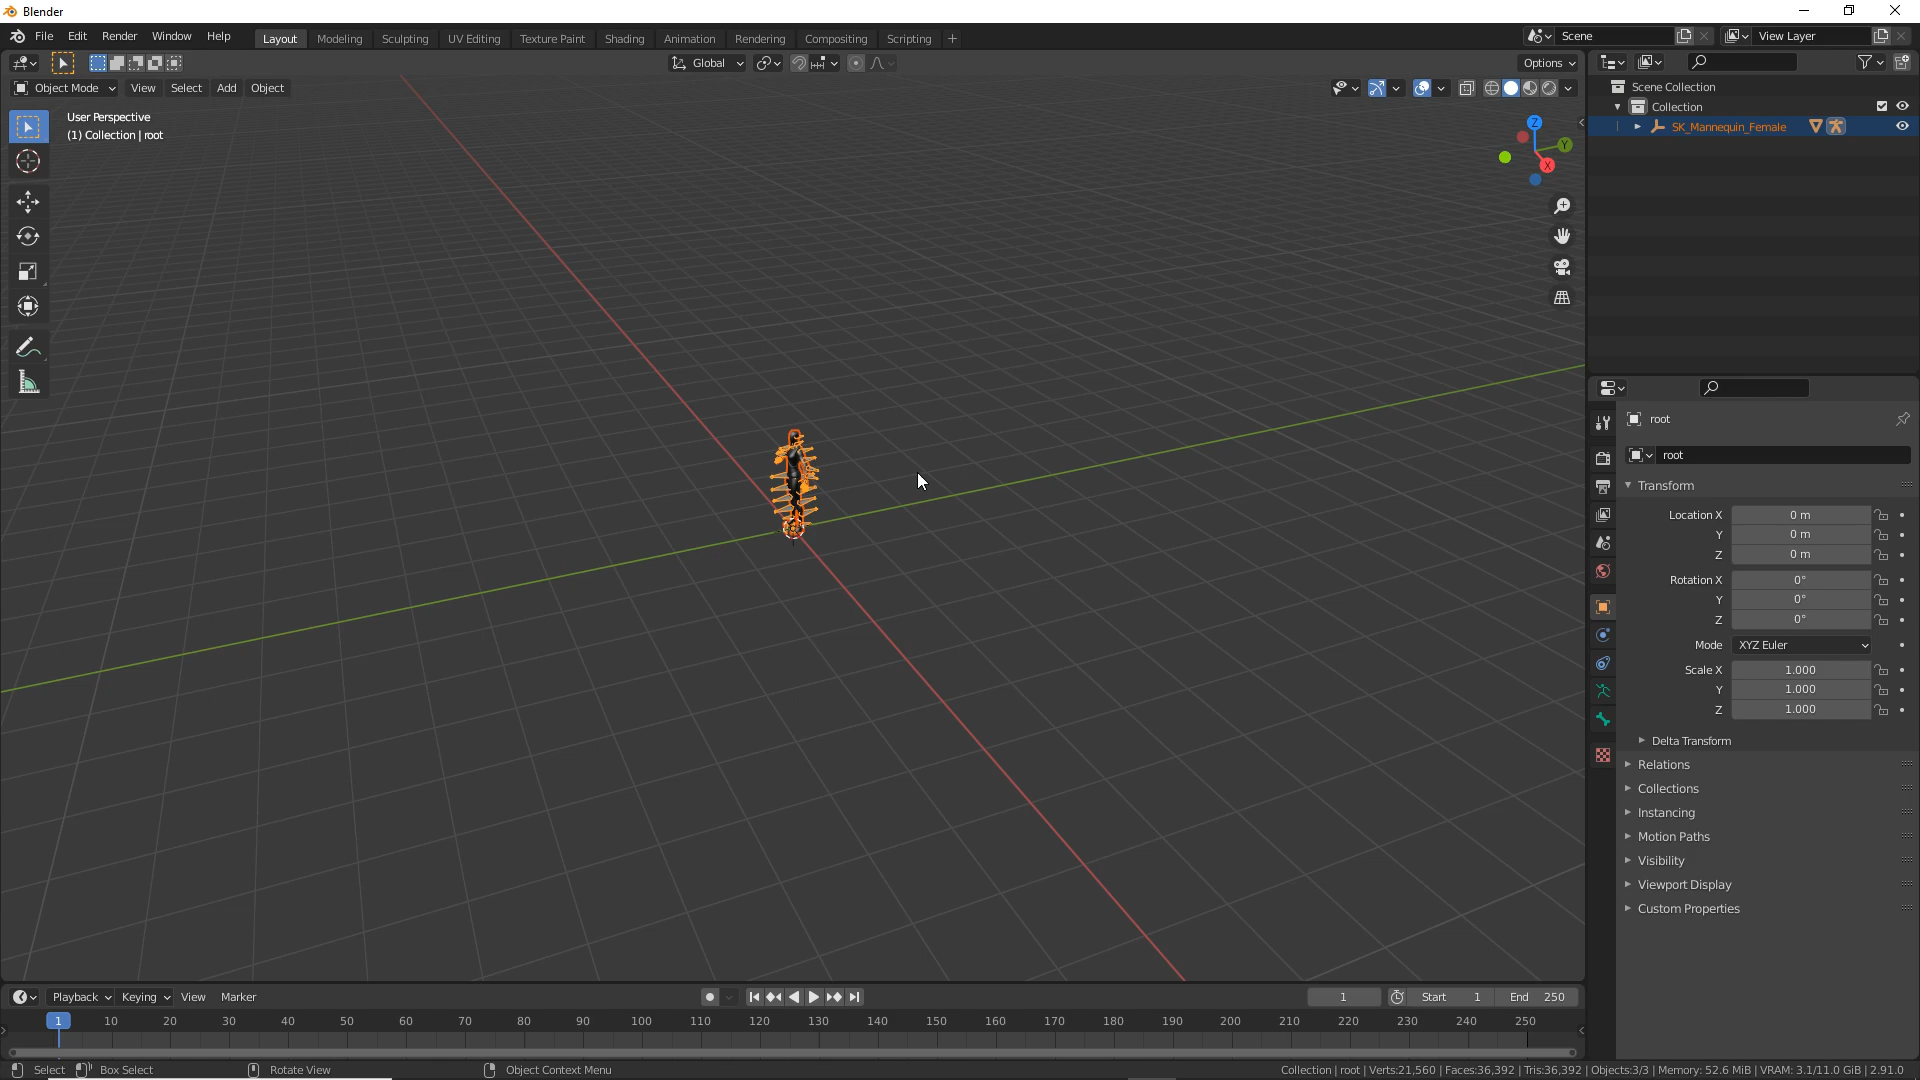 Blender
File Edit Render Window Help Layout Modeling Sculpting UV Editing Texture Paint Shading Animation Rendering Compositing Scripting + Scene View Layer
Global Options
Object Mode View Select Add Object
User Perspective
(1) Collection | root
Z
Y
X
Scene Collection
Collection
SK_Mannequin_Female
root
root
Transform
Location X 0 m
Y 0 m
Z 0 m
Rotation X 0°
Y 0°
Z 0°
Mode XYZ Euler
Scale X 1.000
Y 1.000
Z 1.000
Delta Transform
Relations
Collections
Instancing
Motion Paths
Visibility
Viewport Display
Custom Properties
Playback Keying View Marker 1 Start 1 End 250
1 10 20 30 40 50 60 70 80 90 100 110 120 130 140 150 160 170 180 190 200 210 220 230 240 250
Select Box Select Rotate View Object Context Menu Collection | root | Verts:21,560 | Faces:36,392 | Tris:36,392 | Objects:3/3 | Memory: 52.6 MiB | VRAM: 3.1/11.0 GiB | 2.91.0